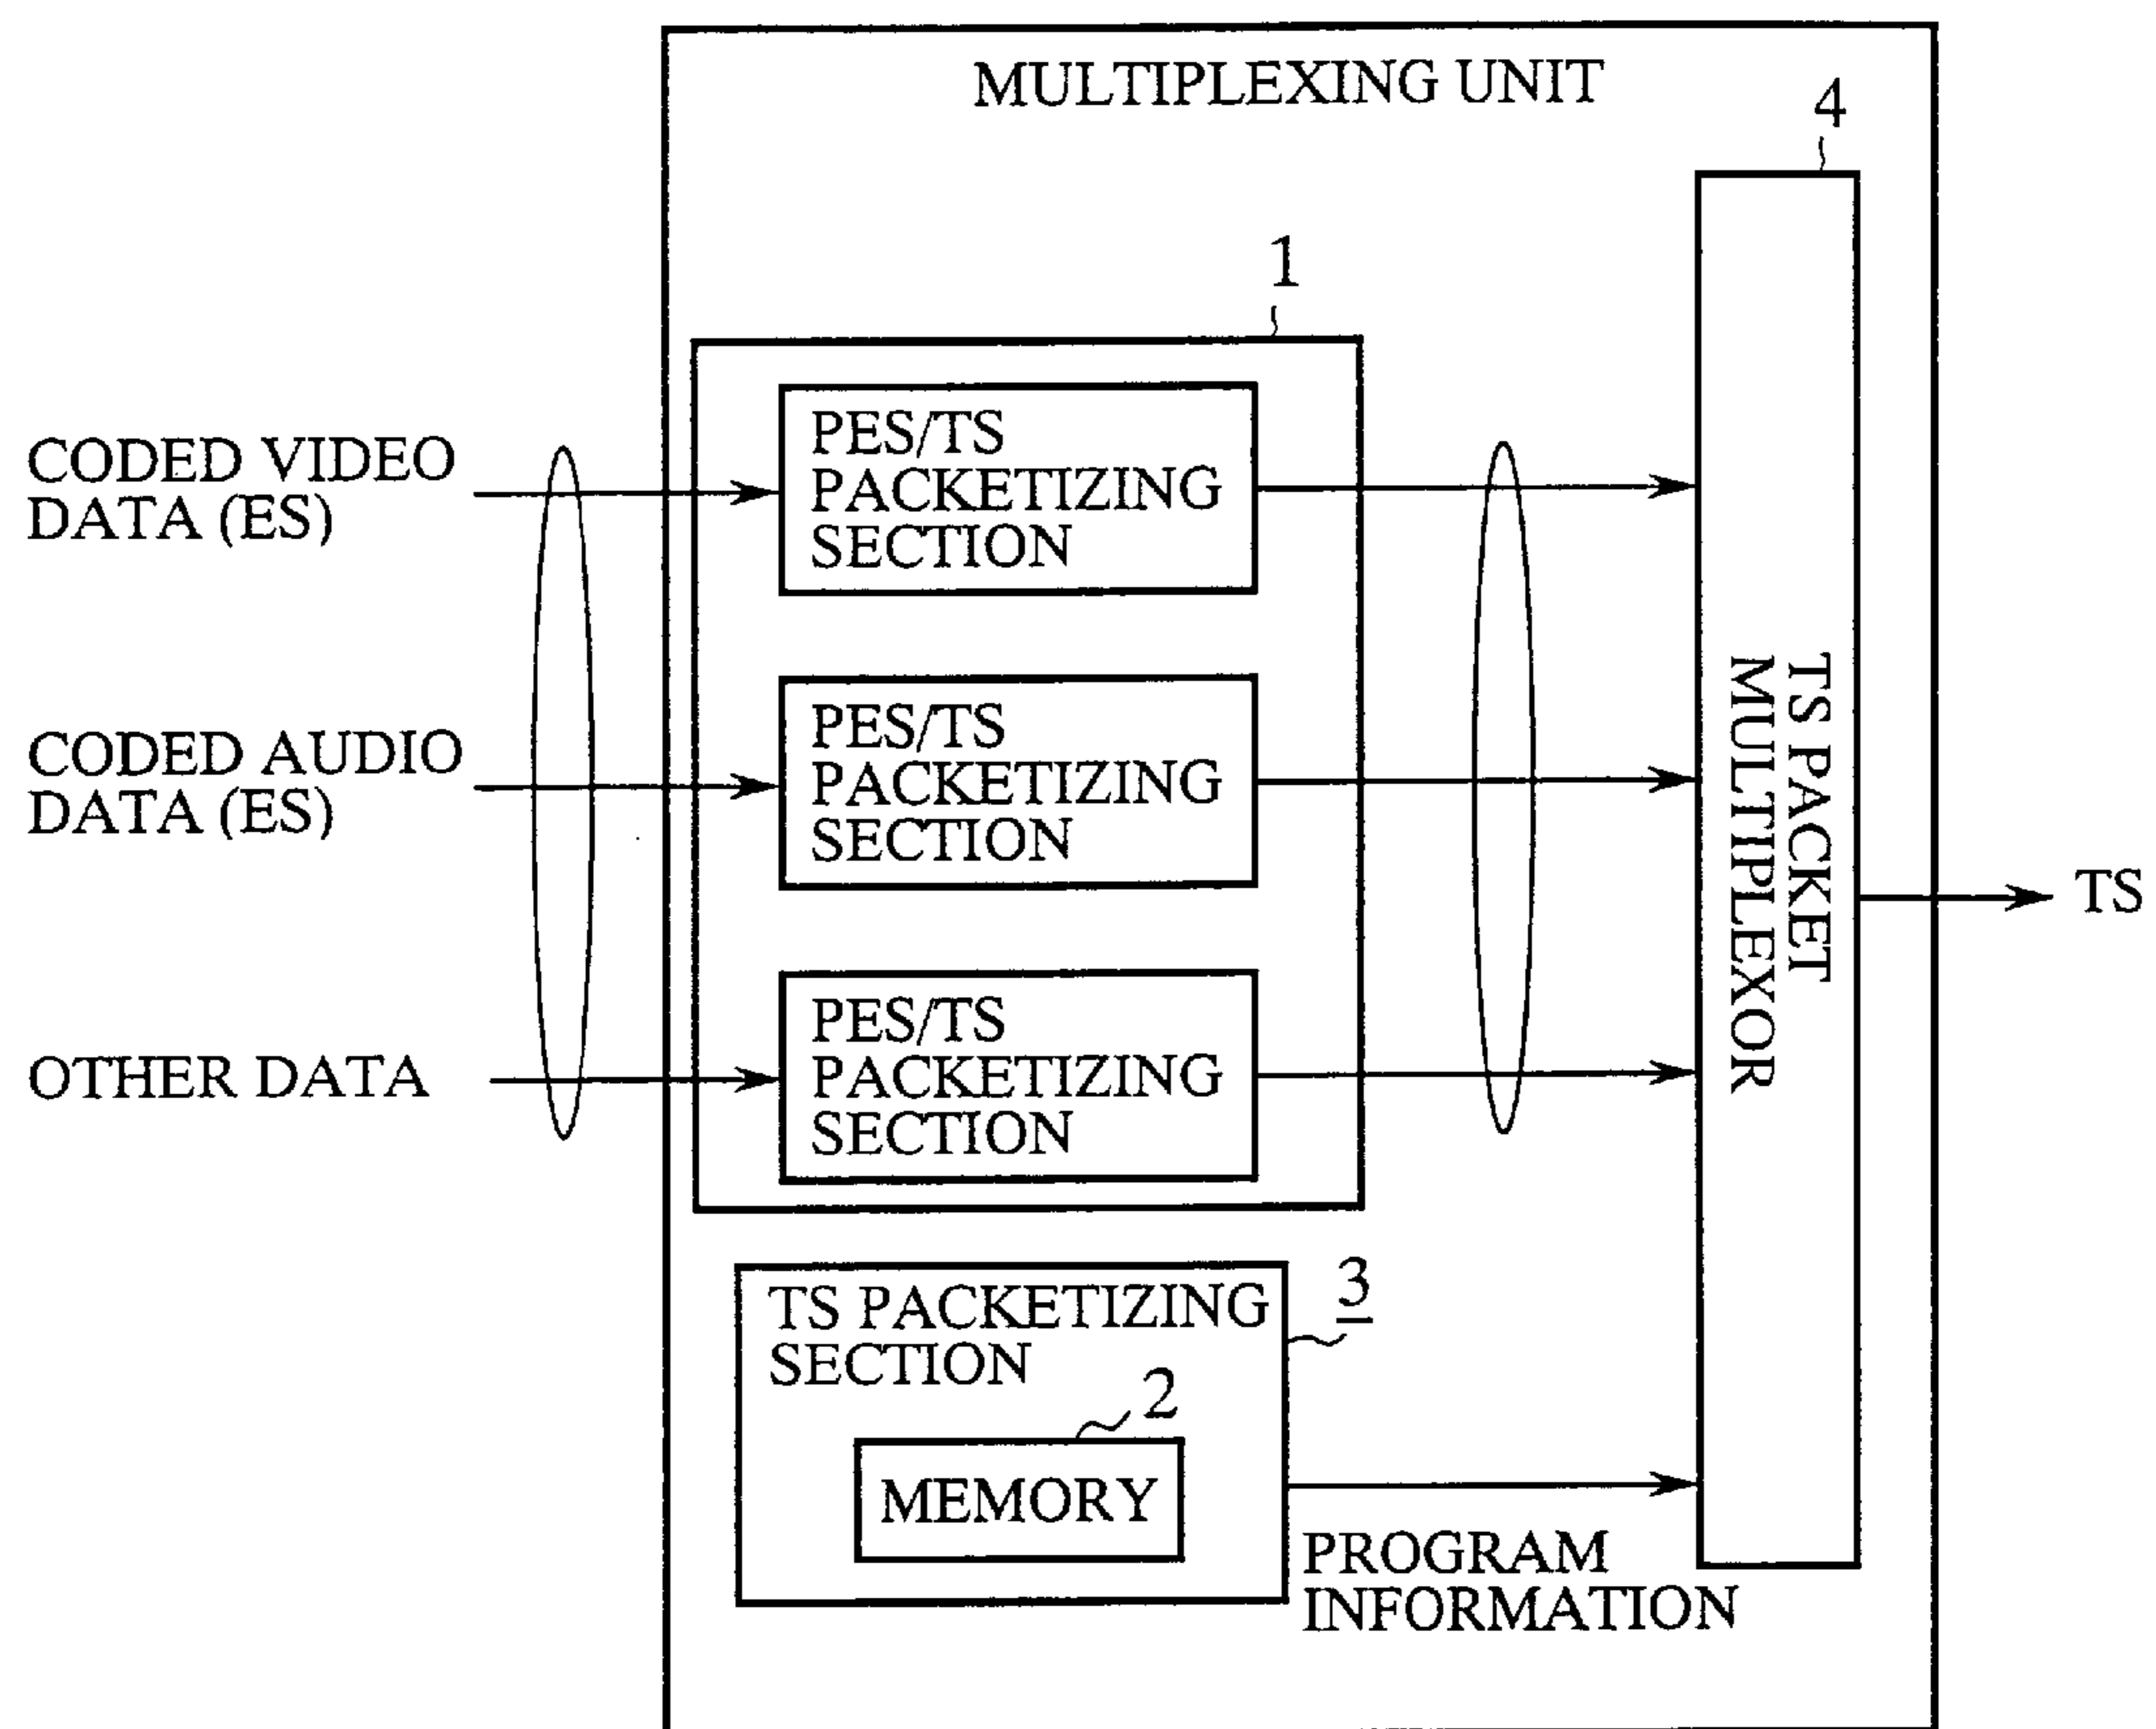 MULTIPLEXING UNIT
4
1
CODED VIDEO
DATA (ES)
PES/TS
PACKETIZING
SECTION
CODED AUDIO
DATA (ES)
PES/TS
PACKETIZING
SECTION
OTHER DATA
PES/TS
PACKETIZING
SECTION
TS PACKET
MULTIPLEXOR
TS
TS PACKETIZING
SECTION
3
2
MEMORY
PROGRAM
INFORMATION